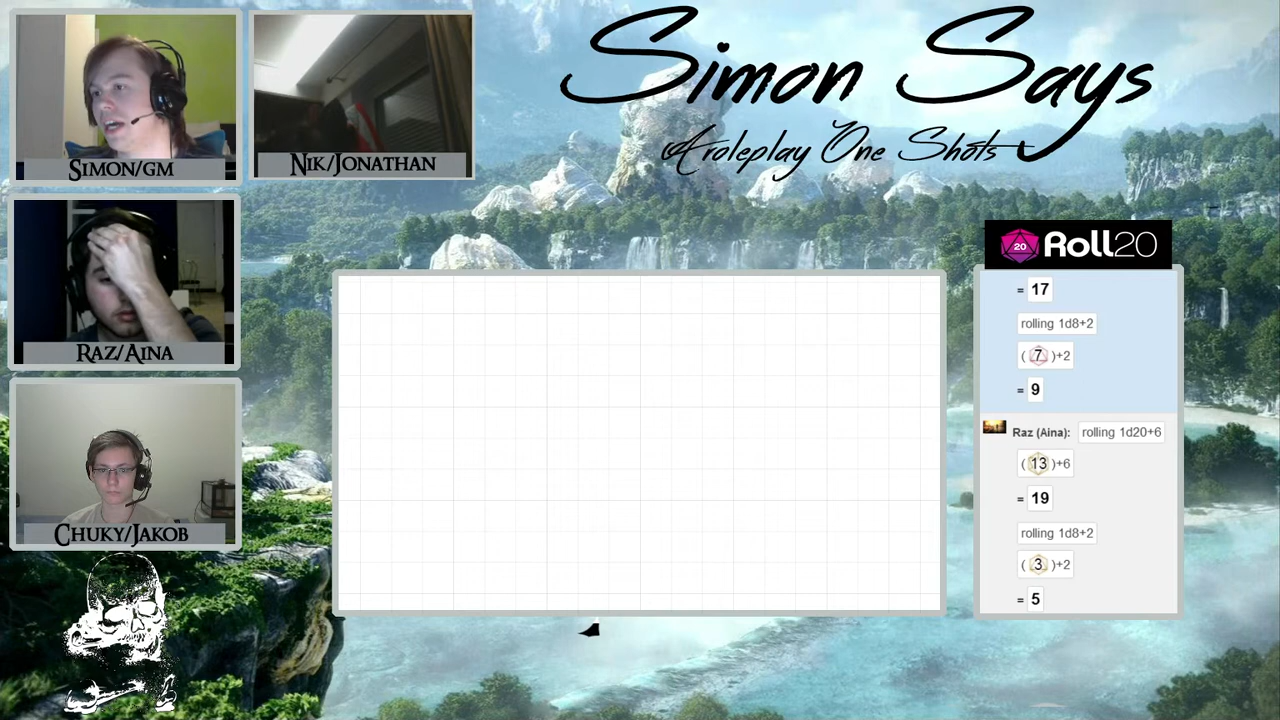 Simon Says
A roleplay One Shots
Simon/GM
Nik/Jonathan
Raz/Aina
Chuky/Jakob
20 Roll20
= 17
rolling 1d8+2
( 7 )+2
= 9
Raz (Aina): rolling 1d20+6
( 13 )+6
= 19
rolling 1d8+2
( 3 )+2
= 5